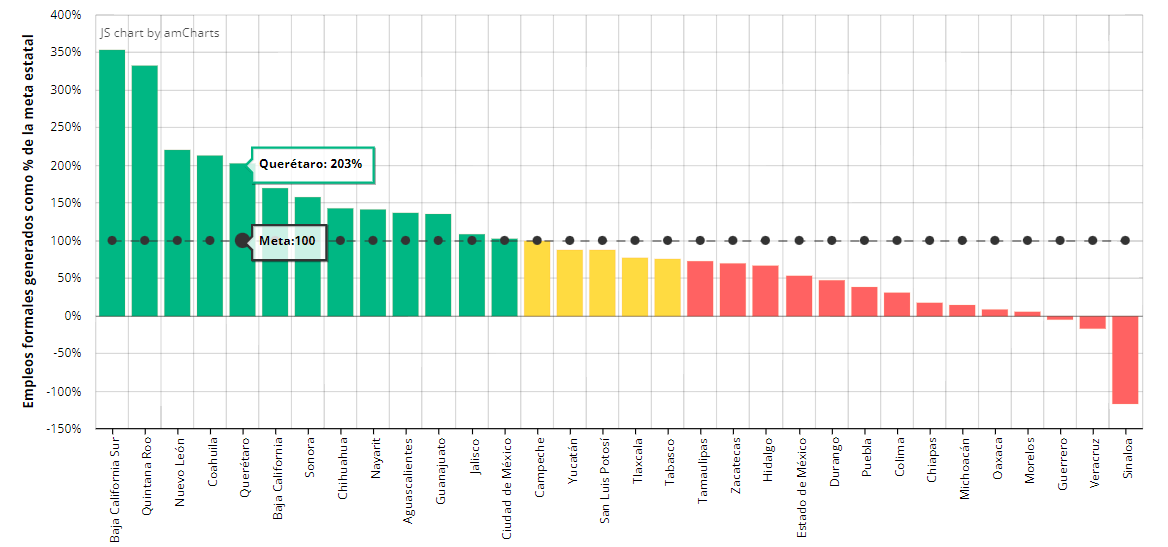 Empleos formales generados como % de la meta estatal
400%
350%
300%
250%
200%
150%
100%
50%
0%
-50%
-100%
-150%
JS chart by amCharts
Querétaro: 203%
Meta:100
Baja California Sur
Quintana Roo
Nuevo León
Coahuila
Querétaro
Baja California
Sonora
Chihuahua
Nayarit
Aguascalientes
Guanajuato
Jalisco
Ciudad de México
Campeche
Yucatán
San Luis Potosí
Tlaxcala
Tabasco
Tamaulipas
Zacatecas
Hidalgo
Estado de México
Durango
Puebla
Colima
Chiapas
Michoacán
Oaxaca
Morelos
Guerrero
Veracruz
Sinaloa